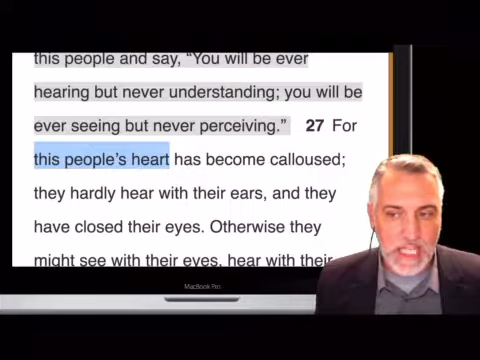 this people and say, “You will be ever
hearing but never understanding; you will be
ever seeing but never perceiving.” 27 For
this people’s heart has become calloused;
they hardly hear with their ears, and they
have closed their eyes. Otherwise they
might see with their eyes, hear with their
MacBook Pro